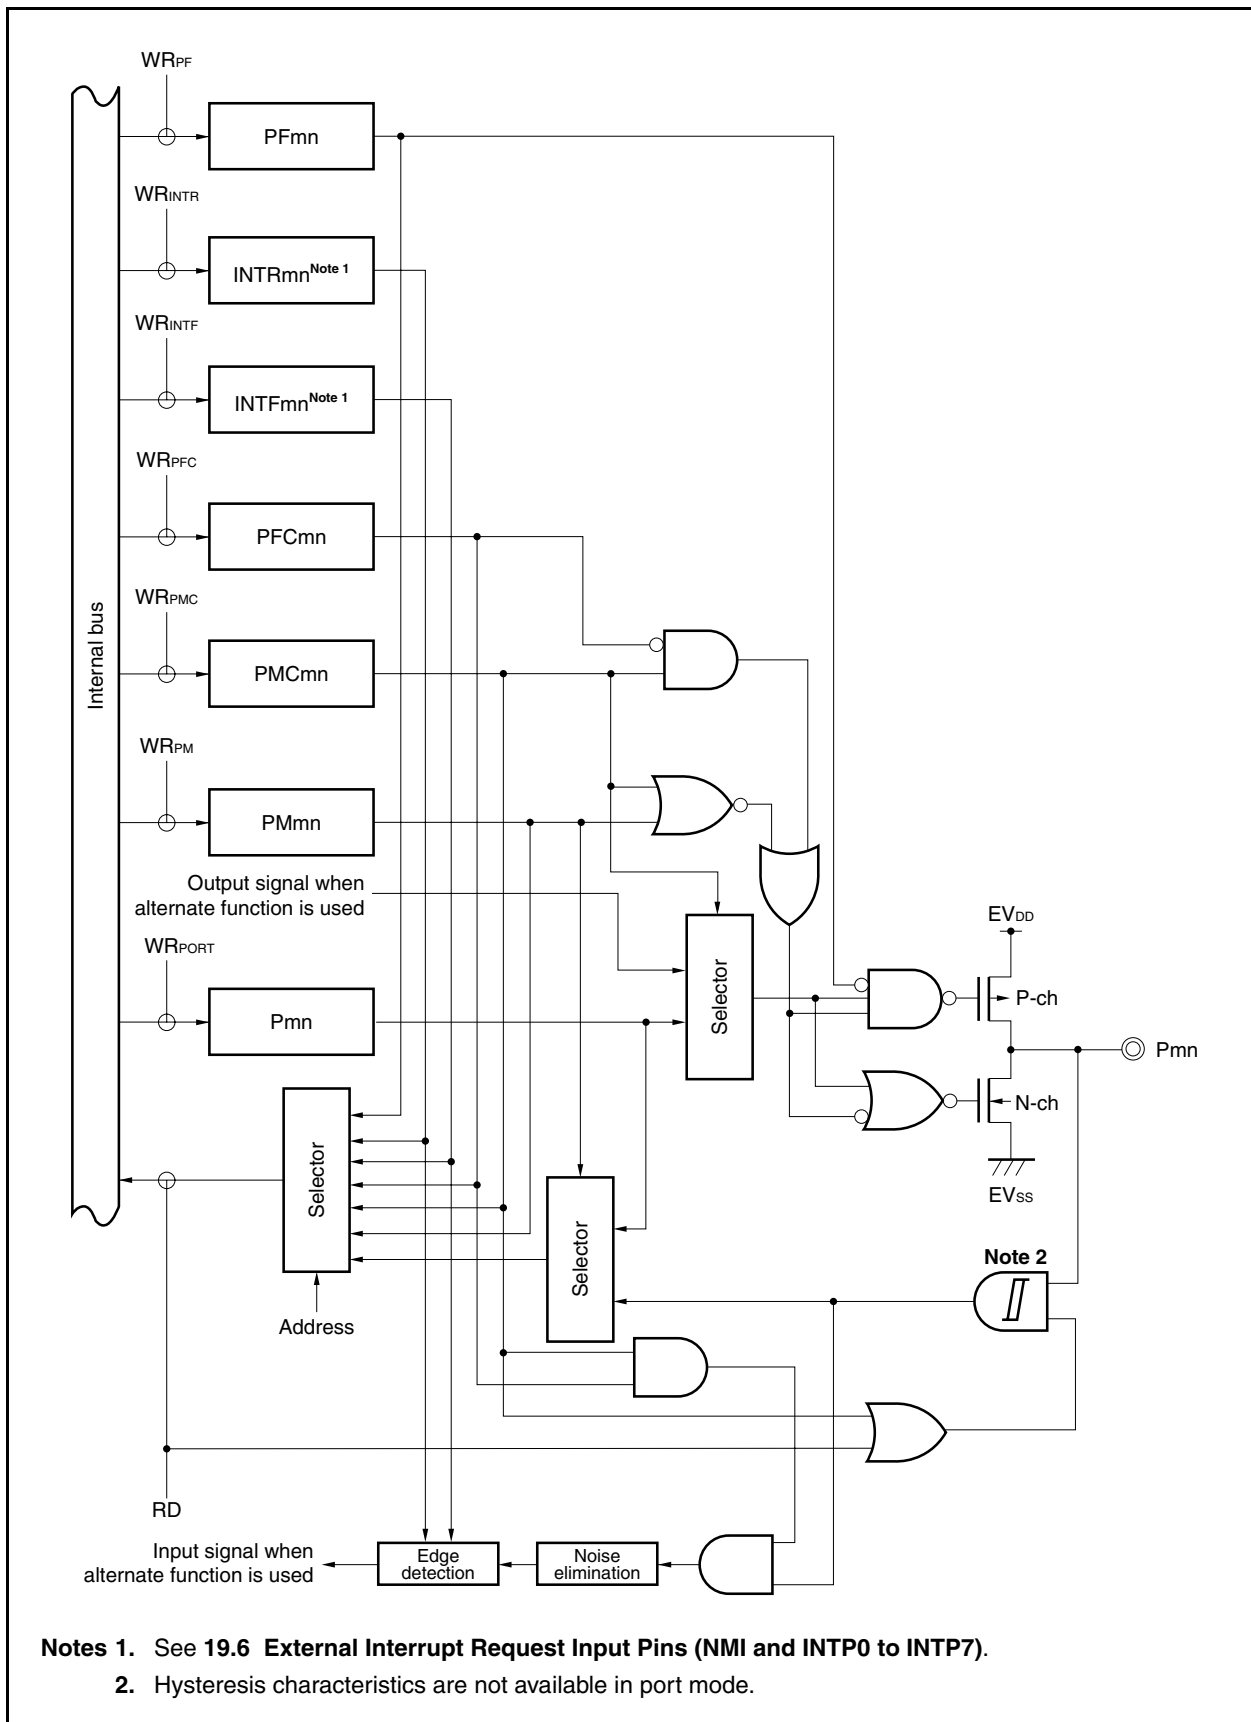 WRPF
PFmn
WRINTR
INTRmnNote 1
WRINTF
INTFmnNote 1
WRPFC
PFCmn
WRPMC
PMCmn
Internal bus
WRPM
PMmn
Output signal when
alternate function is used
WRPORT
Pmn
Selector
EVDD
P-ch
Pmn
N-ch
EVSS
Selector
Selector
Note 2
Address
RD
Input signal when
alternate function is used
Edge
detection
Noise
elimination
Notes 1. See 19.6 External Interrupt Request Input Pins (NMI and INTP0 to INTP7).
2. Hysteresis characteristics are not available in port mode.